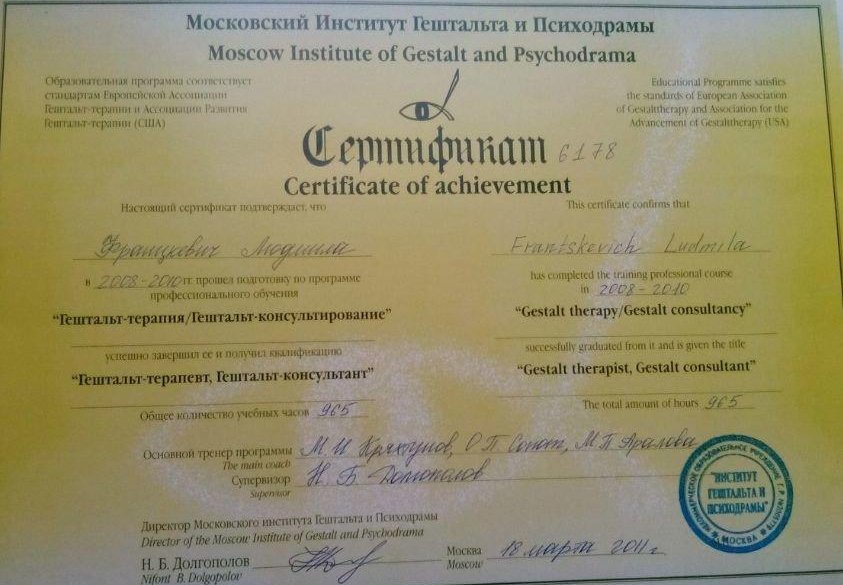 Московский Институт Гештальта и Психодрамы
Moscow Institute of Gestalt and Psychodrama
Образовательная программа соответствует
стандартам Европейской Ассоциации
Гештальт-терапии и Ассоциации Развития
Гештальт-терапии (США)
Educational Programme satisfies
the standards of European Association
of Gestalttherapy and Association for the
Advancement of Gestalttherapy (USA)
Сертификат 6178
Certificate of achievement
Настоящий сертификат подтверждает, что
Францкевич Людмила
в 2008-2010 гг. прошел подготовку по программе
профессионального обучения
"Гештальт-терапия/Гештальт-консультирование"
успешно завершил ее и получил квалификацию
"Гештальт-терапевт, Гештальт-консультант"
Общее количество учебных часов 965
This certificate confirms that
Frantskevich Ludmila
has completed the training professional course
in 2008-2010
"Gestalt therapy/Gestalt consultancy"
successfully graduated from it and is given the title
"Gestalt therapist, Gestalt consultant"
The total amount of hours 965
Основной тренер программы М.И. О.П. М.П. Аралова
The main coach
Супервизор Н. Б. Долгополов
Supervisor
Директор Московского института Гештальта и Психодрамы
Director of the Moscow Institute of Gestalt and Psychodrama
Н. Б. Долгополов
Nifont B. Dolgopolov
Москва 18 марта 2011 г.
Moscow
"ИНСТИТУТ
ГЕШТАЛЬТА И
ПСИХОДРАМЫ"
МОСКВА